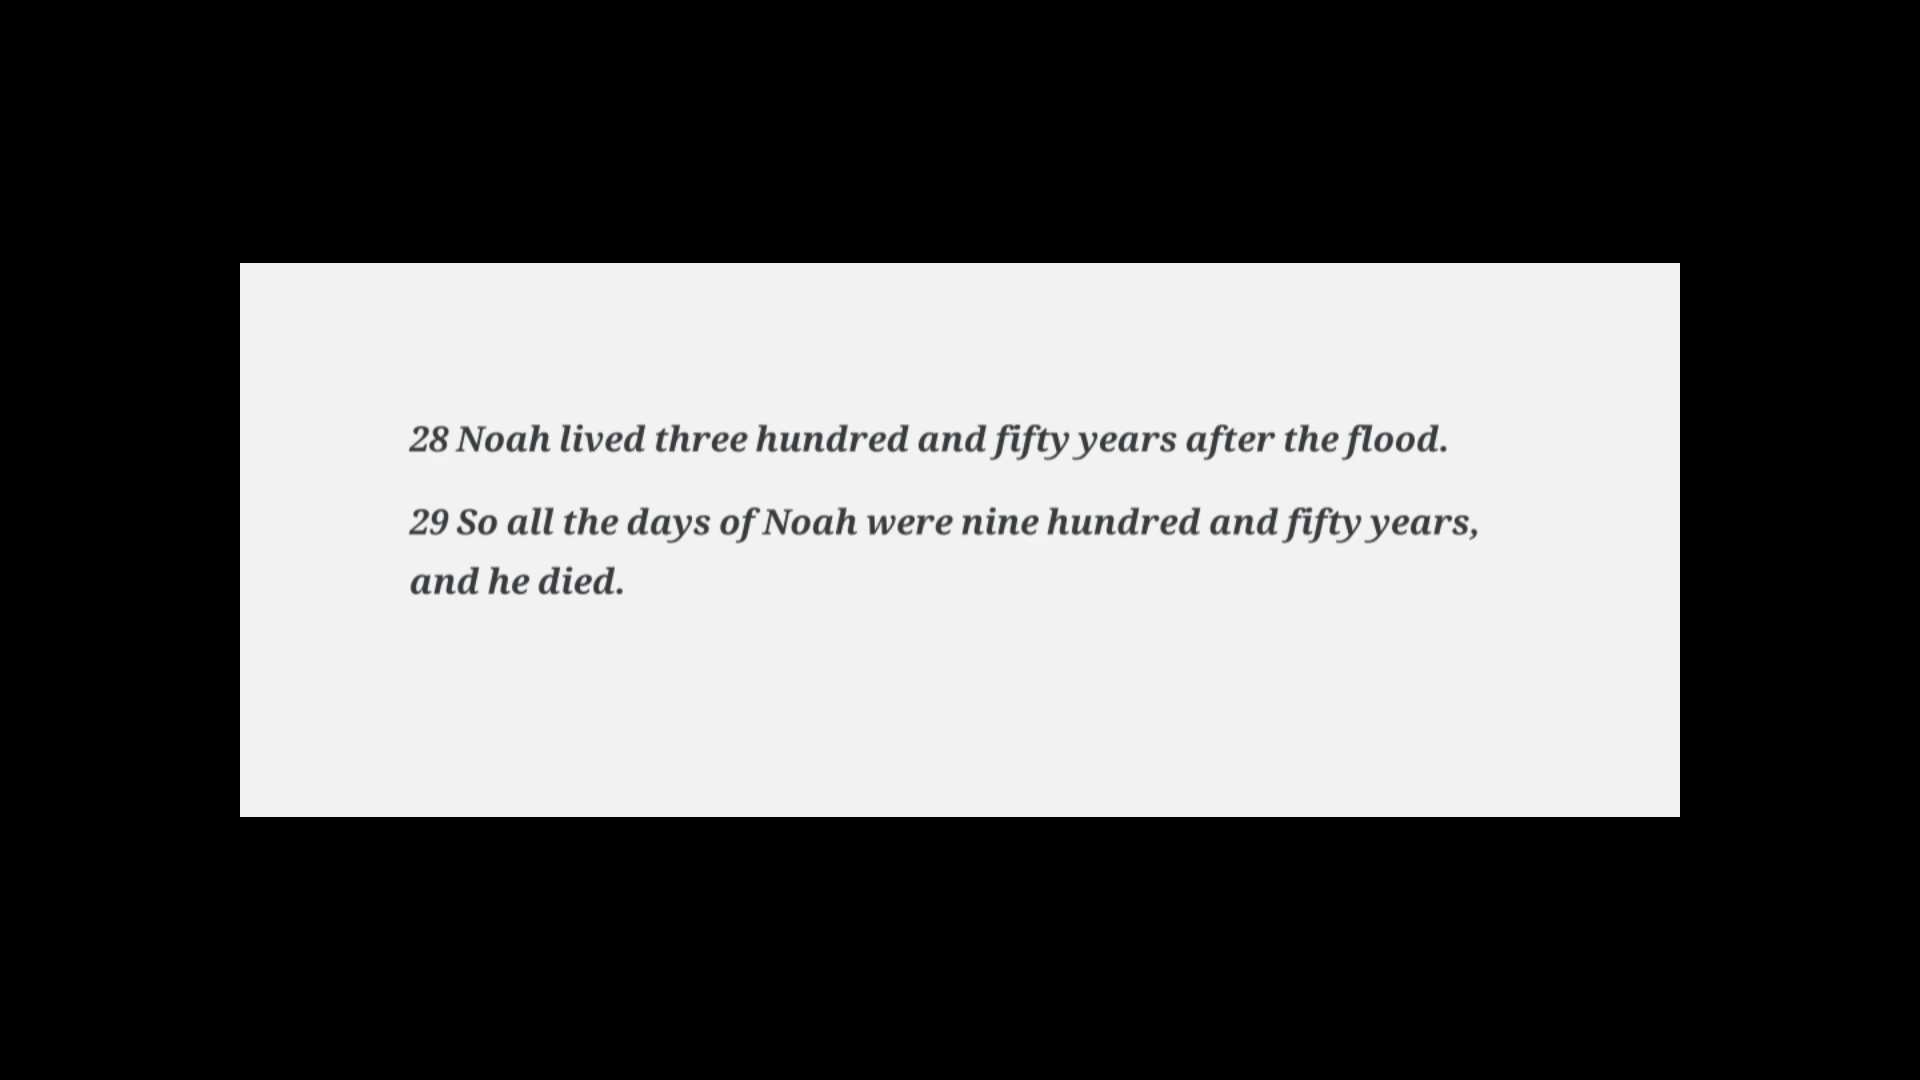 28 Noah lived three hundred and fifty years after the flood.
29 So all the days of Noah were nine hundred and fifty years,
and he died.